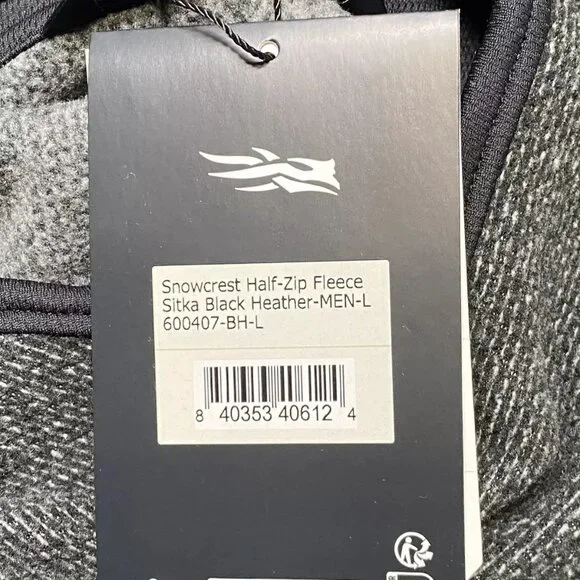 Snowcrest Half-Zip Fleece
Sitka Black Heather-MEN-L
600407-BH-L
8 40353 40612 4